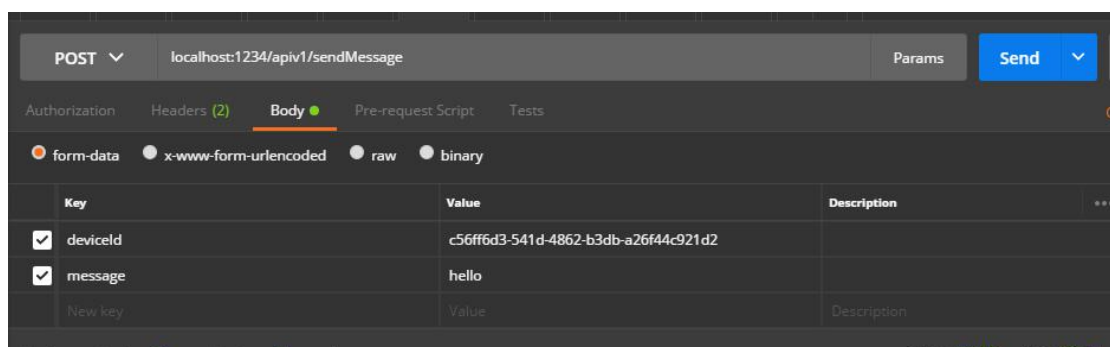 POST localhost:1234/apiv1/sendMessage Params Send
Authorization Headers (2) Body Pre-request Script Tests
form-data x-www-form-urlencoded raw binary
Key Value Description
deviceId c56ff6d3-541d-4862-b3db-a26f44c921d2
message hello
New key Value Description